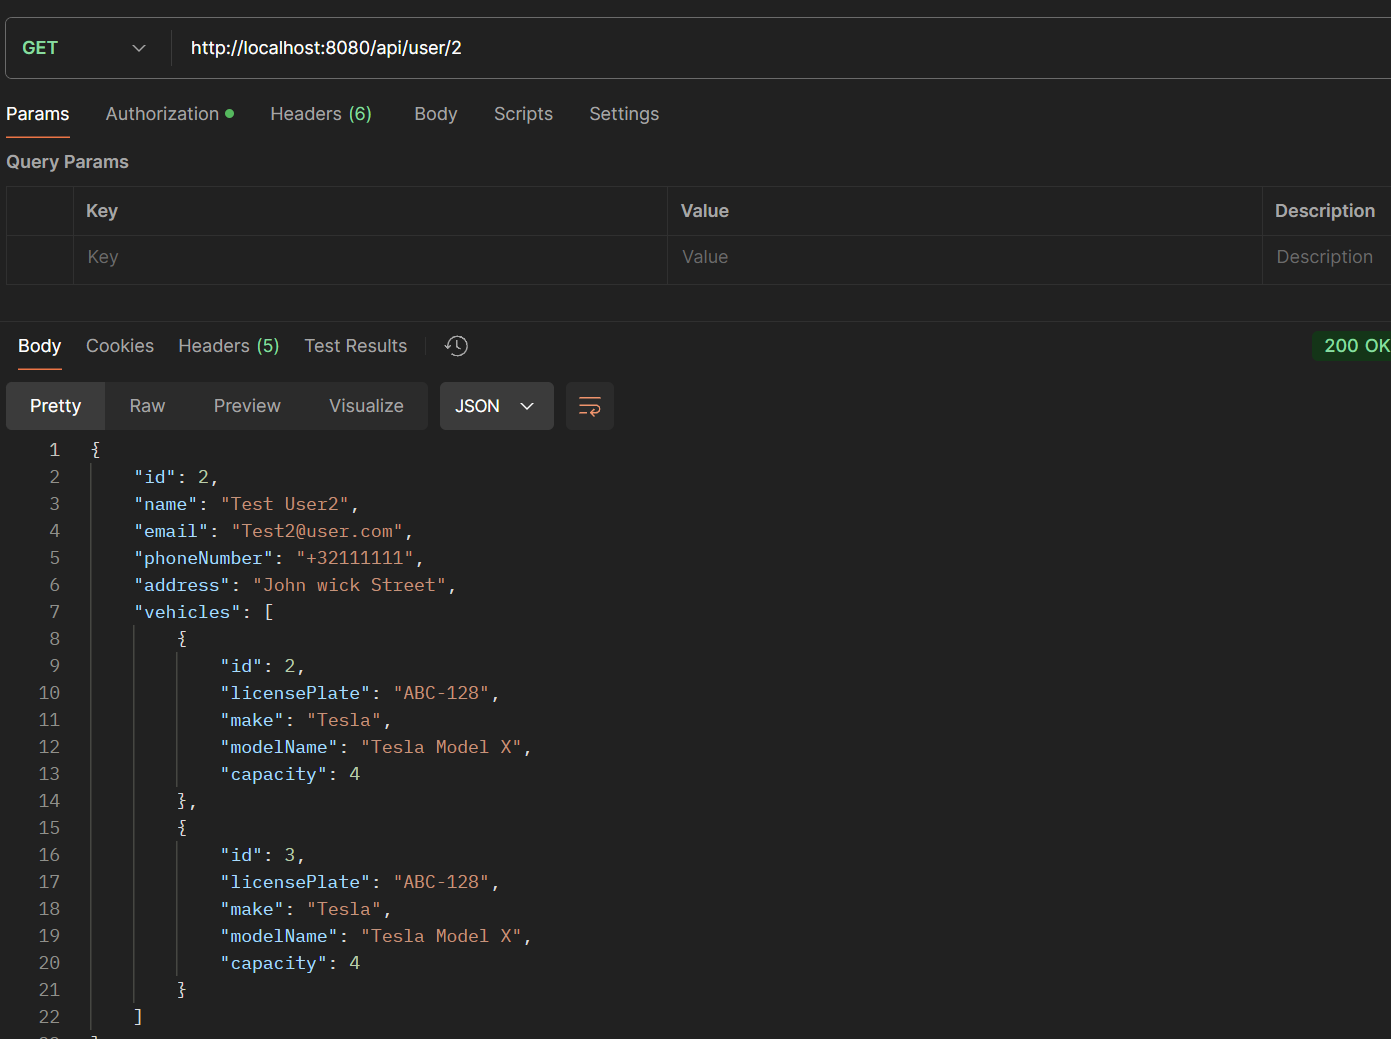 GET http://localhost:8080/api/user/2
Params Authorization Headers (6) Body Scripts Settings
Query Params
Key Value Description
Key Value Description
Body Cookies Headers (5) Test Results 200 OK
Pretty Raw Preview Visualize JSON
1 {
2 "id": 2,
3 "name": "Test User2",
4 "email": "Test2@user.com",
5 "phoneNumber": "+32111111",
6 "address": "John wick Street",
7 "vehicles": [
8 {
9 "id": 2,
10 "licensePlate": "ABC-128",
11 "make": "Tesla",
12 "modelName": "Tesla Model X",
13 "capacity": 4
14 },
15 {
16 "id": 3,
17 "licensePlate": "ABC-128",
18 "make": "Tesla",
19 "modelName": "Tesla Model X",
20 "capacity": 4
21 }
22 ]